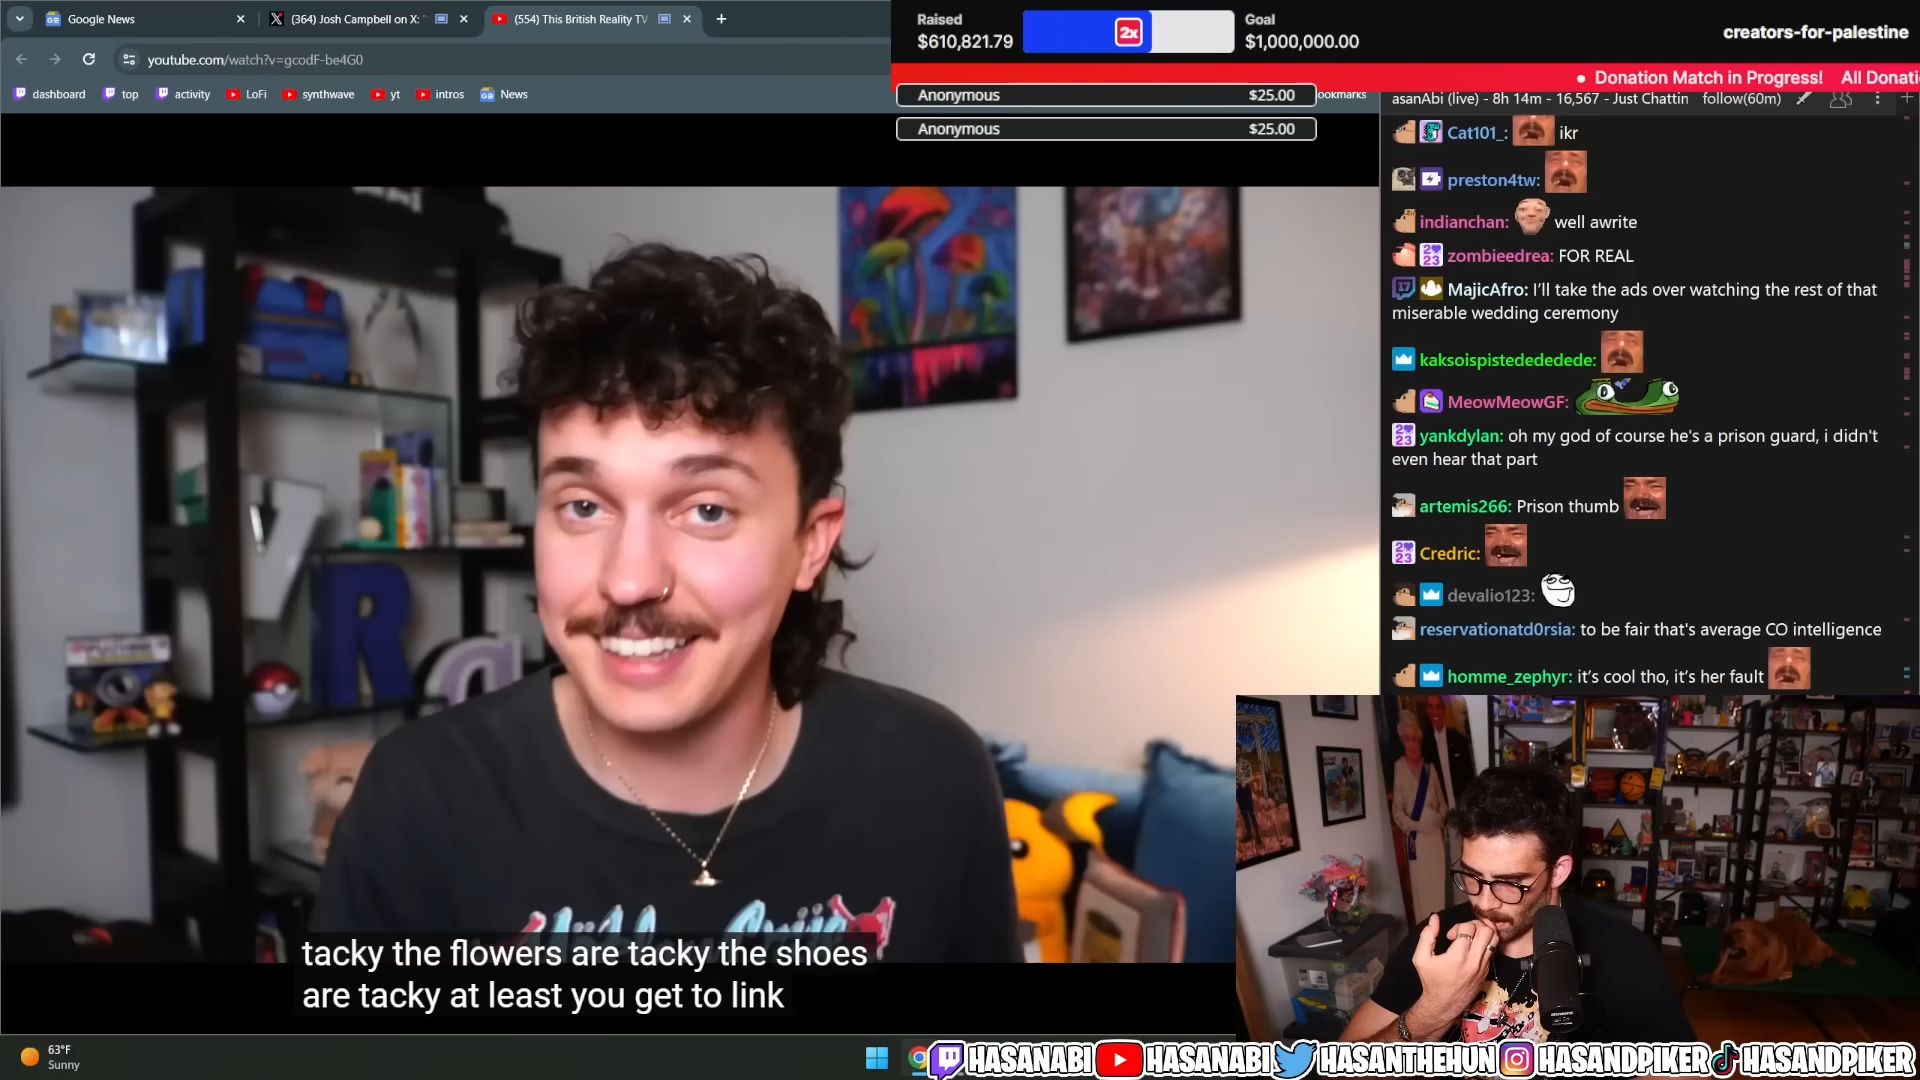 Google News
(364) Josh Campbell on X: "
(554) This British Reality TV
youtube.com/watch?v=gcodF-be4G0
dashboard
top
activity
LoFi
synthwave
yt
intros
News
ookmarks
Raised
$610,821.79
2x
Goal
$1,000,000.00
creators-for-palestine
Donation Match in Progress! All Donati
Anonymous $25.00
Anonymous $25.00
asanAbi (live) - 8h 14m - 16,567 - Just Chattin follow(60m)
Cat101_: ikr
preston4tw:
indianchan: well awrite
zombieedrea: FOR REAL
MajicAfro: I'll take the ads over watching the rest of that
miserable wedding ceremony
kaksoispistedededede:
MeowMeowGF:
yankdylan: oh my god of course he's a prison guard, i didn't
even hear that part
artemis266: Prison thumb
Credric:
devalio123:
reservationatd0rsia: to be fair that's average CO intelligence
homme_zephyr: it's cool tho, it's her fault
V
R
tacky the flowers are tacky the shoes
are tacky at least you get to link
63°F
Sunny
HASANABI HASANABI HASANTHEHUN HASANDPIKER HASANDPIKER